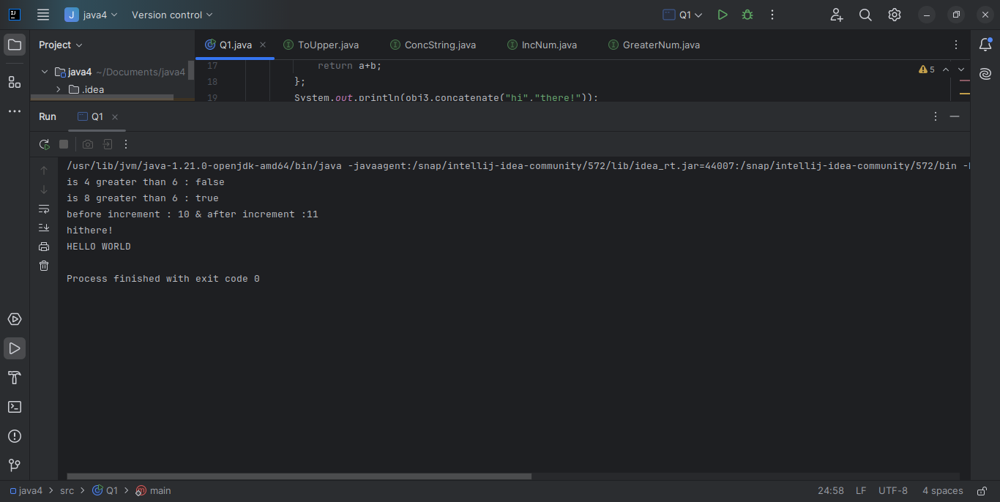 J java4 Version control Q1
Project Q1.java ToUpper.java ConcString.java IncNum.java GreaterNum.java
java4 ~/Documents/java4
.idea
17 return a+b;
18 };
19 System.out.println(obj3.concatenate("hi","there!"));
5
Run Q1
/usr/lib/jvm/java-1.21.0-openjdk-amd64/bin/java -javaagent:/snap/intellij-idea-community/572/lib/idea_rt.jar=44007:/snap/intellij-idea-community/572/bin
is 4 greater than 6 : false
is 8 greater than 6 : true
before increment : 10 & after increment :11
hithere!
HELLO WORLD
Process finished with exit code 0
java4 > src > Q1 > main 24:58 LF UTF-8 4 spaces